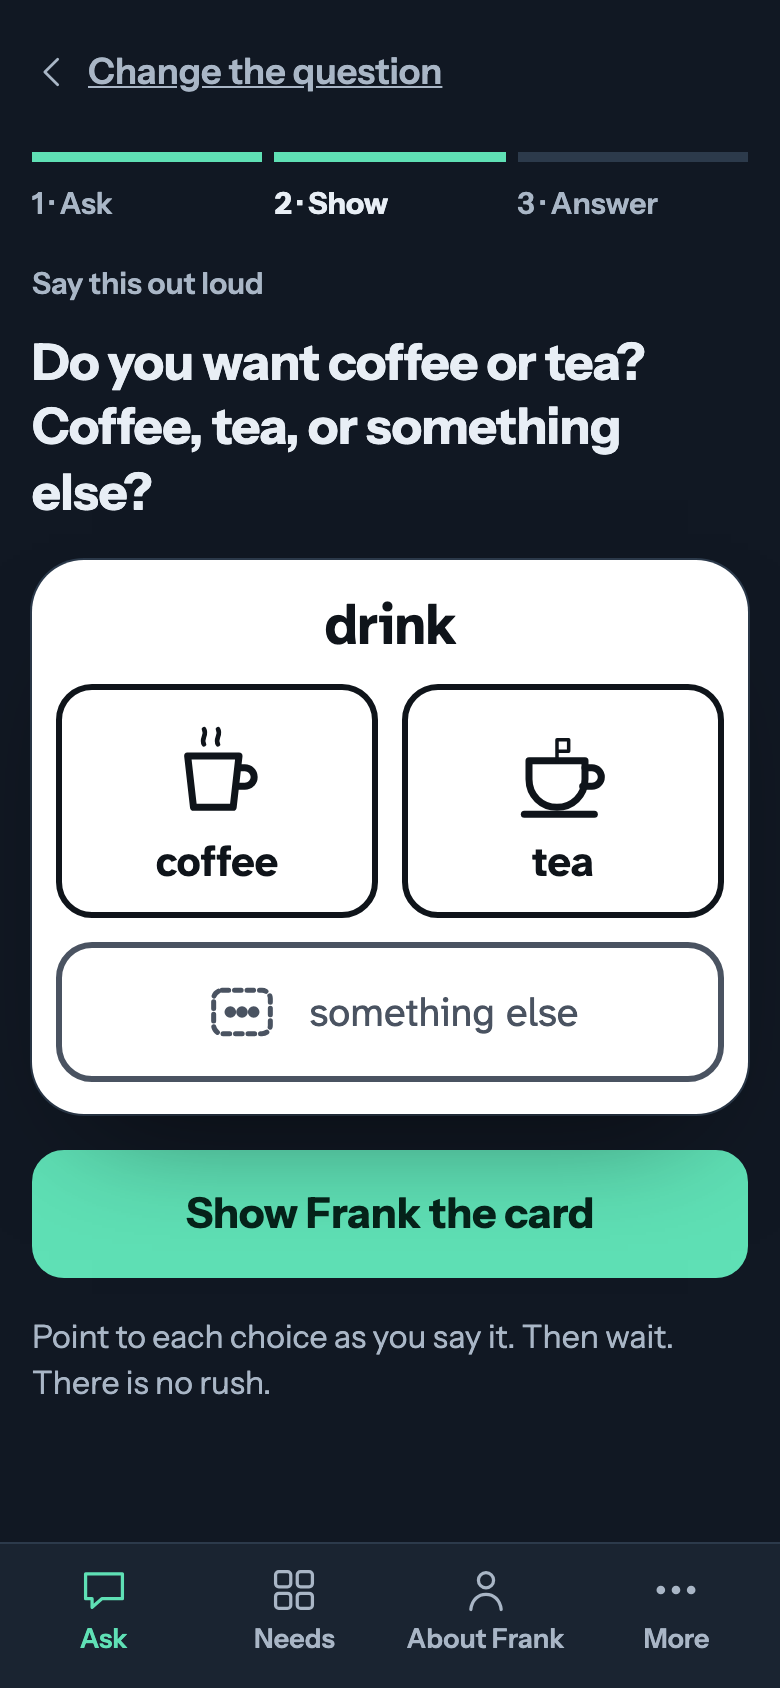 Change the question
1 · Ask
2 · Show
3 · Answer
Say this out loud
Do you want coffee or tea?
Coffee, tea, or something
else?
drink
coffee
tea
something else
Show Frank the card
Point to each choice as you say it. Then wait.
There is no rush.
Ask
Needs
About Frank
More